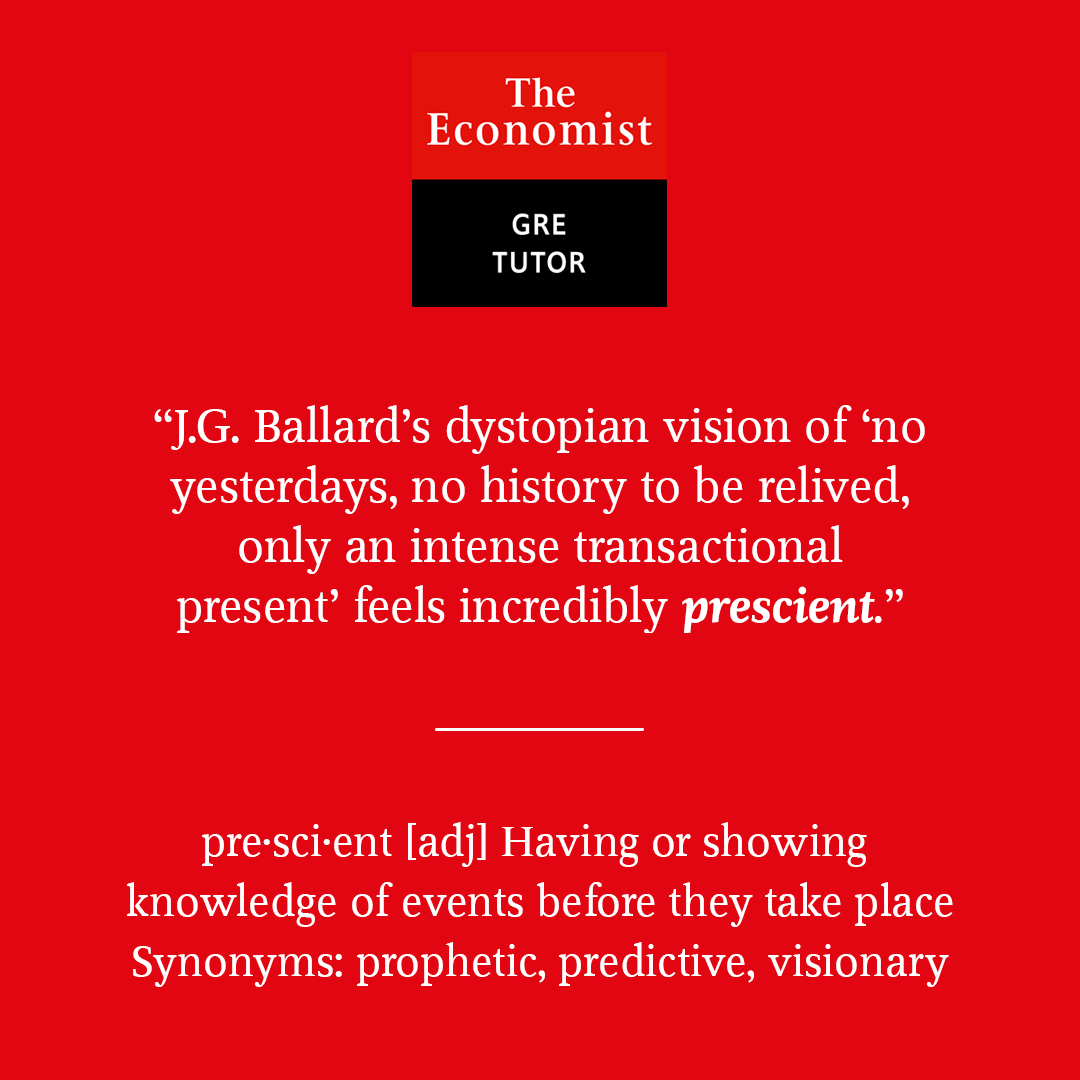 The
Economist
GRE
TUTOR
“J.G. Ballard’s dystopian vision of ‘no
yesterdays, no history to be relived,
only an intense transactional
present’ feels incredibly prescient.”
pre·sci·ent [adj] Having or showing
knowledge of events before they take place
Synonyms: prophetic, predictive, visionary